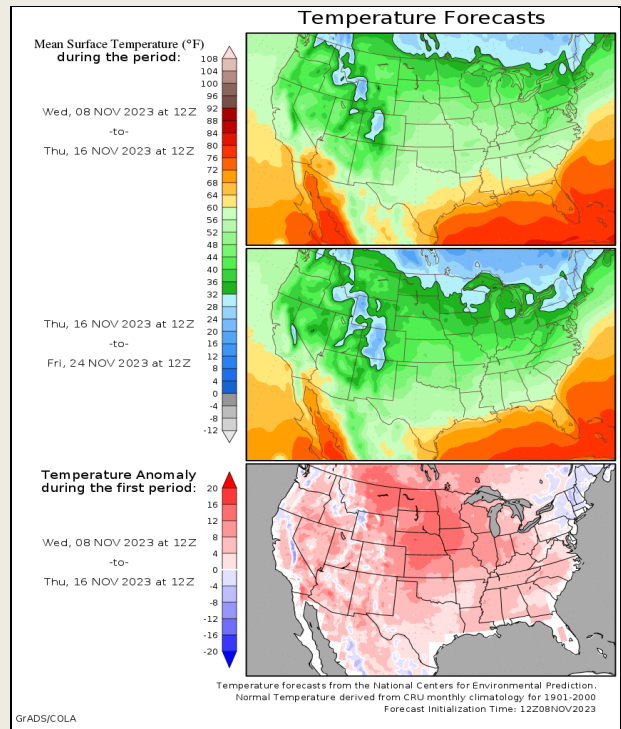 Temperature Forecasts
Mean Surface Temperature (°F)
during the period:
Wed, 08 NOV 2023 at 12Z
-to-
Thu, 16 NOV 2023 at 12Z
108
104
100
96
92
88
84
80
76
72
68
64
60
56
52
48
44
40
36
32
28
24
20
16
12
8
4
0
-4
-8
-12
Thu, 16 NOV 2023 at 12Z
-to-
Fri, 24 NOV 2023 at 12Z
Temperature Anomaly
during the first period:
Wed, 08 NOV 2023 at 12Z
-to-
Thu, 16 NOV 2023 at 12Z
20
16
12
8
4
0
-4
-8
-12
-16
-20
Temperature forecasts from the National Centers for Environmental Prediction.
Normal Temperature derived from CRU monthly climatology for 1901-2000
Forecast Initialization Time: 12Z08NOV2023
GrADS/COLA